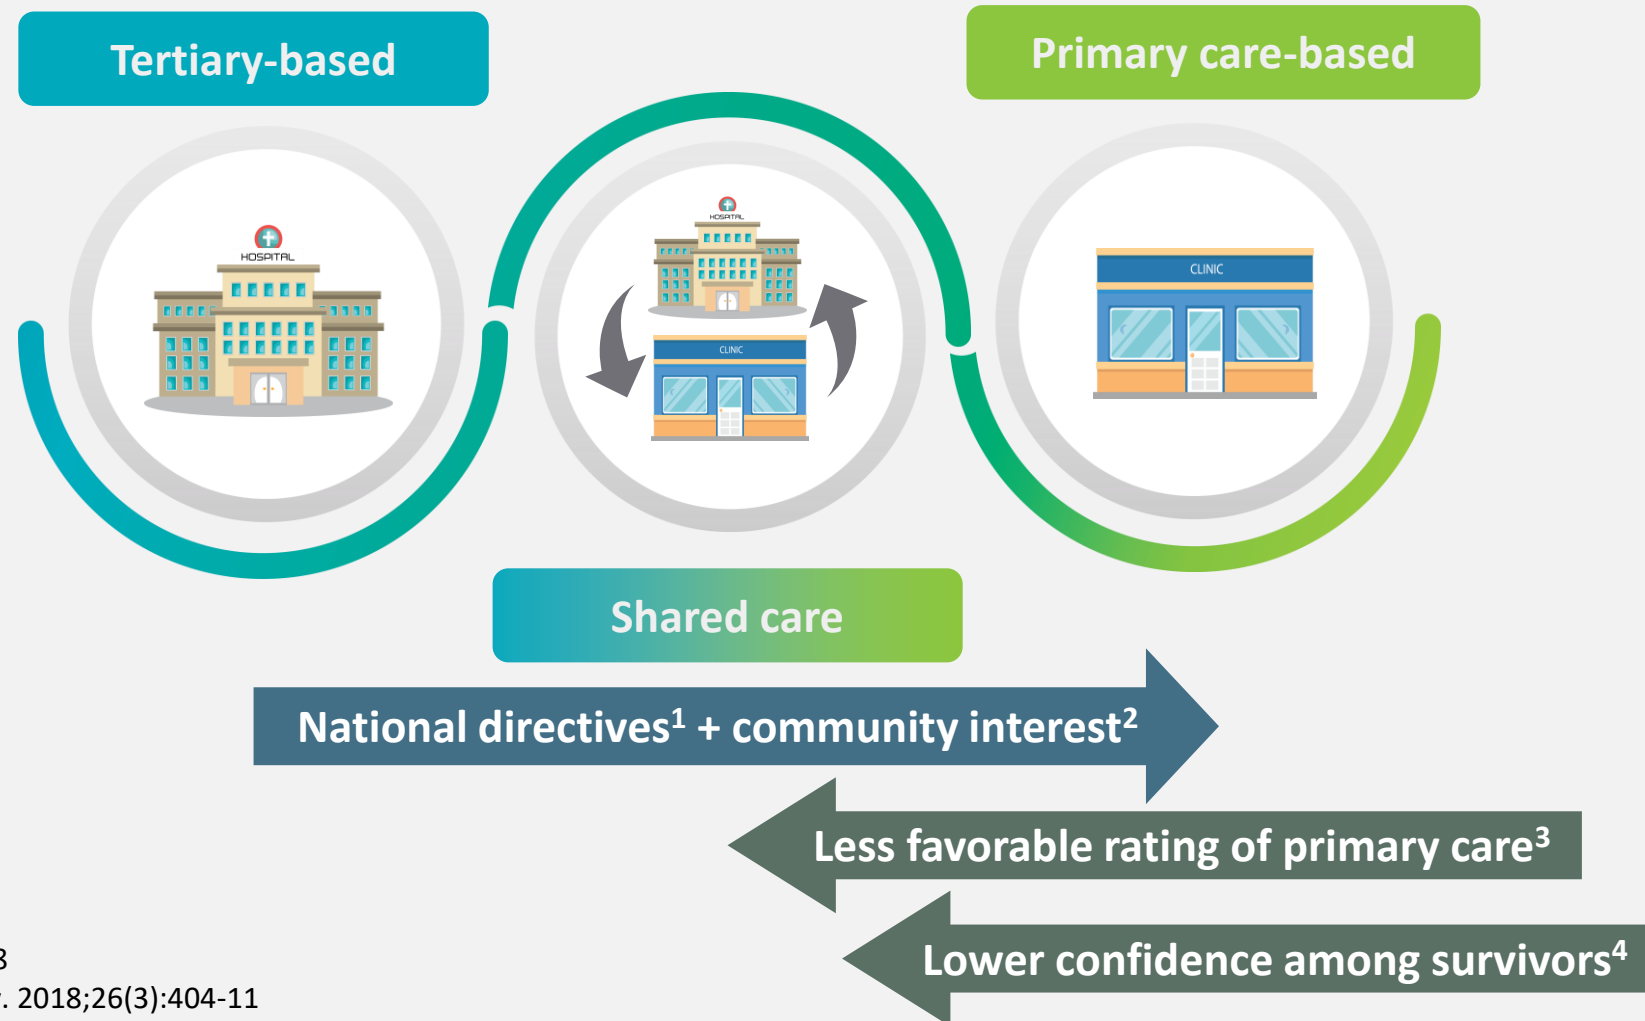 Tertiary-based
Primary care-based
HOSPITAL
HOSPITAL
CLINIC
CLINIC
Shared care
National directives¹ + community interest²
Less favorable rating of primary care³
Lower confidence among survivors⁴
. 2018;26(3):404-11